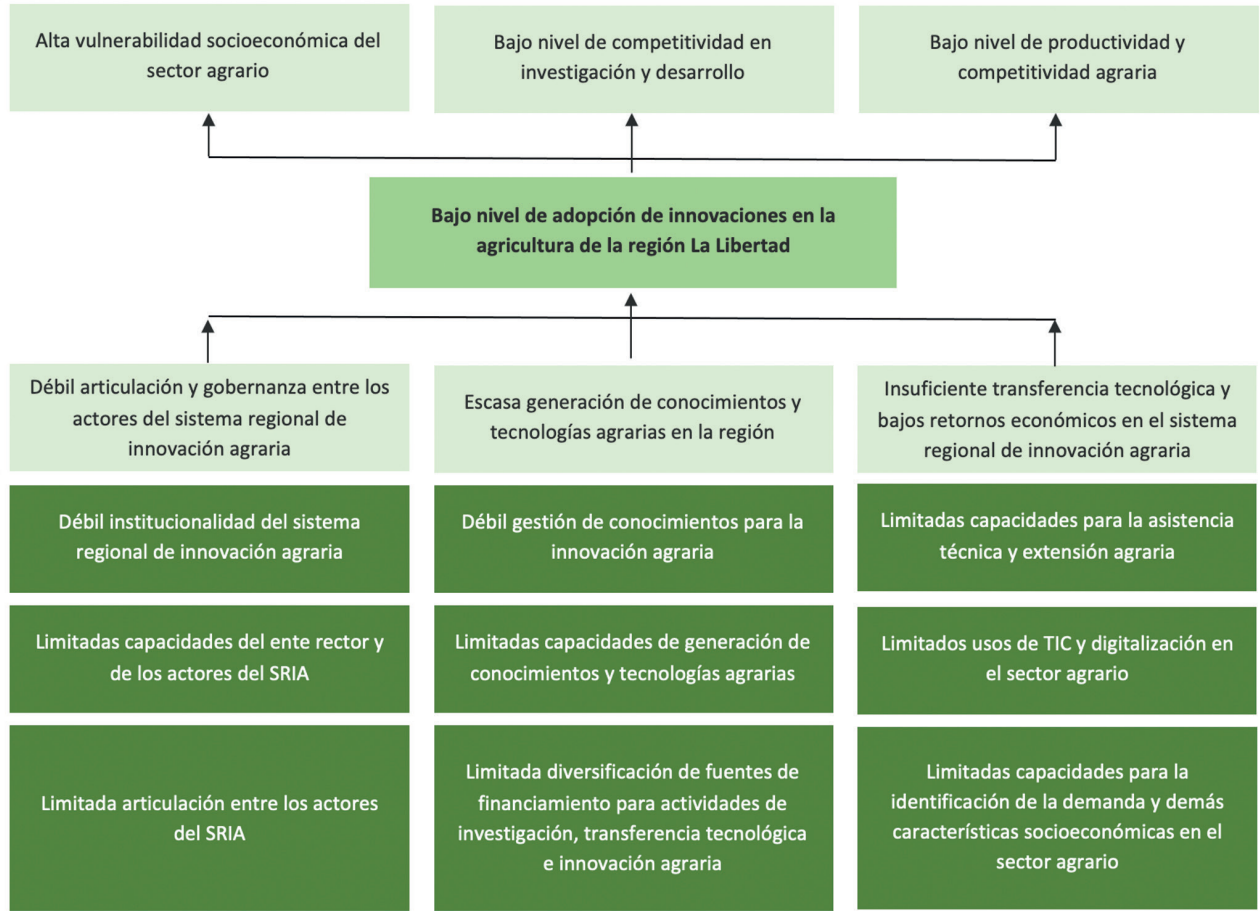 Alta vulnerabilidad socioeconómica del
sector agrario
Bajo nivel de competitividad en
investigación y desarrollo
Bajo nivel de productividad y
competitividad agraria
Bajo nivel de adopción de innovaciones en la
agricultura de la región La Libertad
Débil articulación y gobernanza entre los
actores del sistema regional de
innovación agraria
Escasa generación de conocimientos y
tecnologías agrarias en la región
Insuficiente transferencia tecnológica y
bajos retornos económicos en el sistema
regional de innovación agraria
Débil institucionalidad del sistema
regional de innovación agraria
Débil gestión de conocimientos para la
innovación agraria
Limitadas capacidades para la asistencia
técnica y extensión agraria
Limitadas capacidades del ente rector y
de los actores del SRIA
Limitadas capacidades de generación de
conocimientos y tecnologías agrarias
Limitados usos de TIC y digitalización en
el sector agrario
Limitada articulación entre los actores
del SRIA
Limitada diversificación de fuentes de
financiamiento para actividades de
investigación, transferencia tecnológica
e innovación agraria
Limitadas capacidades para la
identificación de la demanda y demás
características socioeconómicas en el
sector agrario